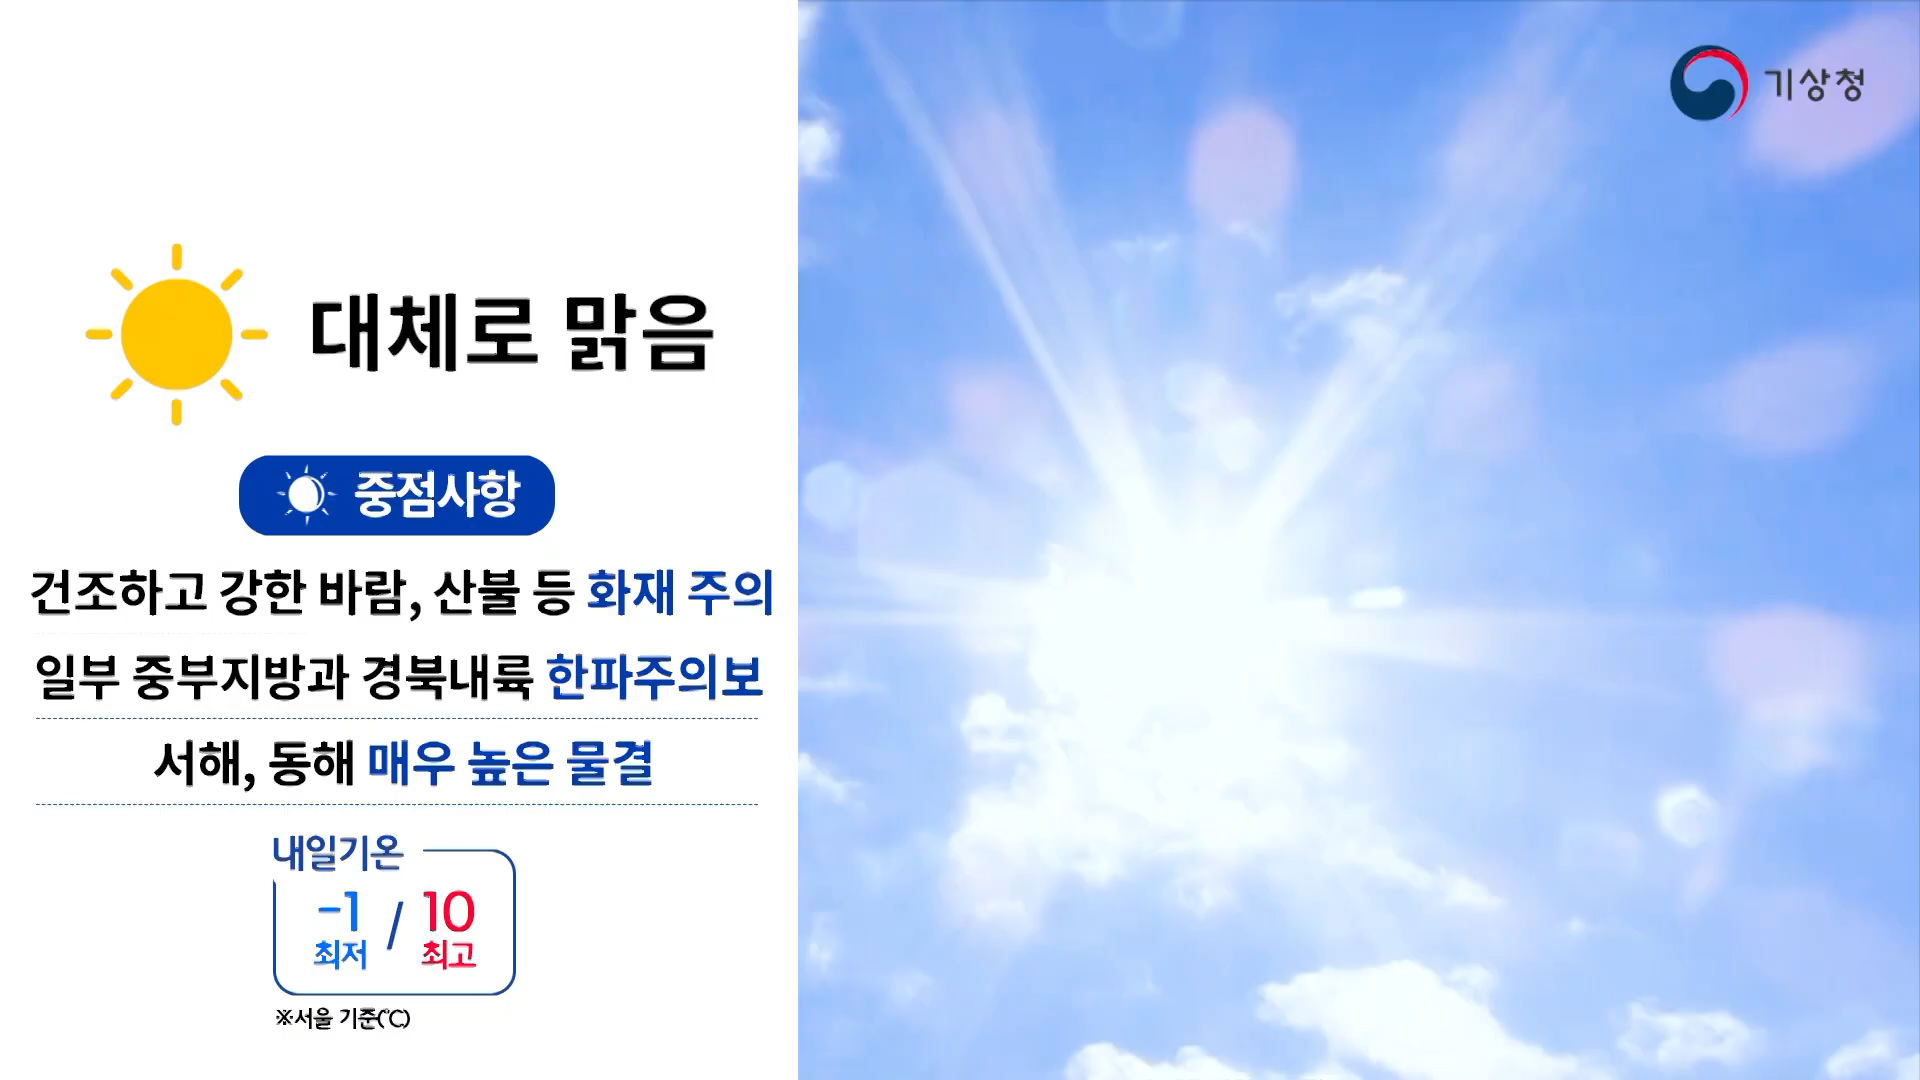 기상청
대체로 맑음
중점사항
건조하고 강한 바람, 산불 등 화재 주의
일부 중부지방과 경북내륙 한파주의보
서해, 동해 매우 높은 물결
내일기온
-1 / 10
최저 최고
※서울 기준(℃)